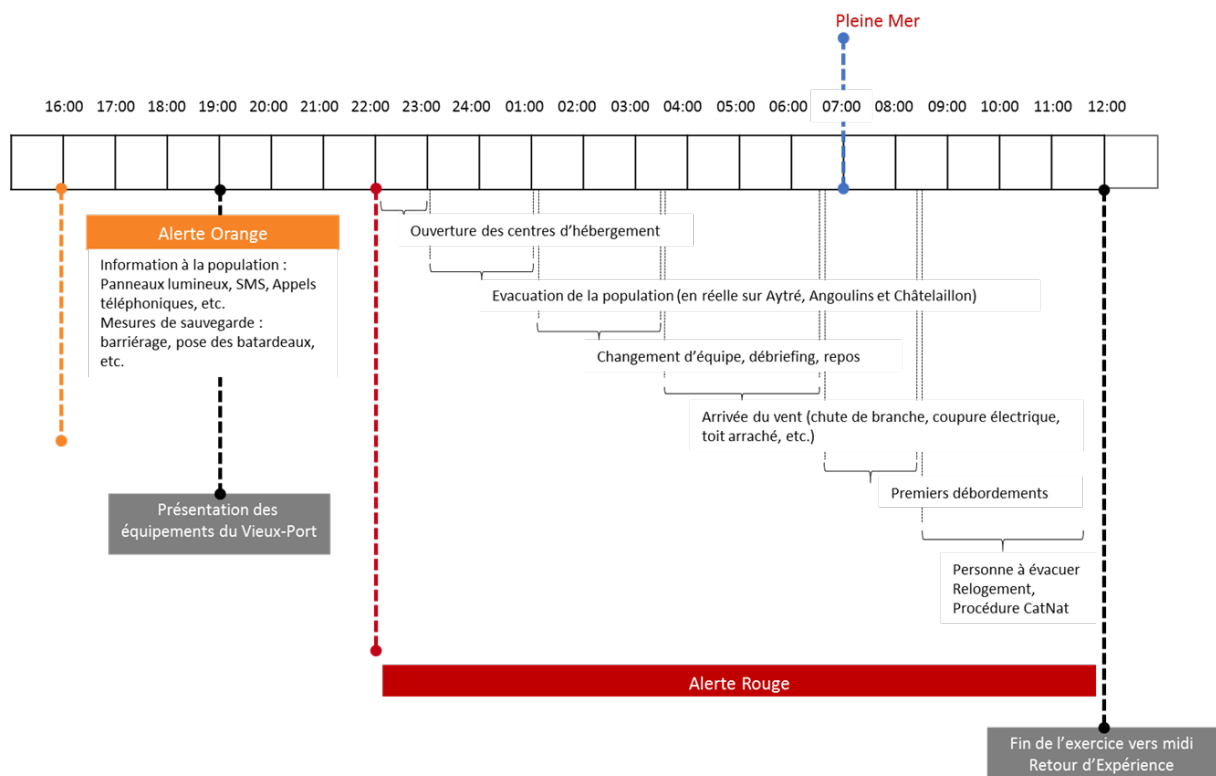 Pleine Mer
16:00 17:00 18:00 19:00 20:00 21:00 22:00 23:00 24:00 01:00 02:00 03:00 04:00 05:00 06:00 07:00 08:00 09:00 10:00 11:00 12:00
Alerte Orange
Information à la population :
Panneaux lumineux, SMS, Appels
téléphoniques, etc.
Mesures de sauvegarde :
barriérage, pose des batardeaux,
etc.
Ouverture des centres d’hébergement
Evacuation de la population (en réelle sur Aytré, Angoulins et Châtelaillon)
Changement d’équipe, débriefing, repos
Arrivée du vent (chute de branche, coupure électrique,
toit arraché, etc.)
Premiers débordements
Présentation des
équipements du Vieux-Port
Personne à évacuer
Relogement,
Procédure CatNat
Alerte Rouge
Fin de l’exercice vers midi
Retour d’Expérience